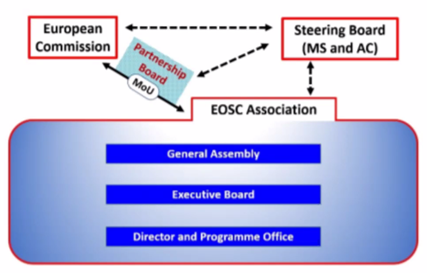 European
Commission
Steering Board
(MS and AC)
Partnership
Board
MoU
EOSC Association
General Assembly
Executive Board
Director and Programme Office